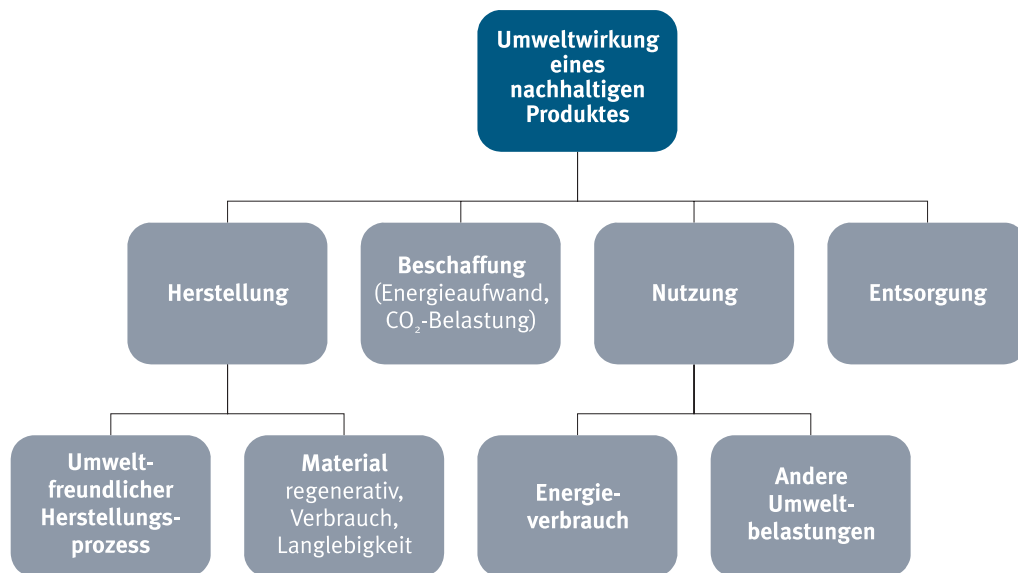 Umweltwirkung
eines
nachhaltigen
Produktes
Herstellung
Beschaffung
(Energieaufwand,
CO₂-Belastung)
Nutzung
Entsorgung
Umwelt-
freundlicher
Herstellungs-
prozess
Material
regenerativ,
Verbrauch,
Langlebigkeit
Energie-
verbrauch
Andere
Umwelt-
belastungen